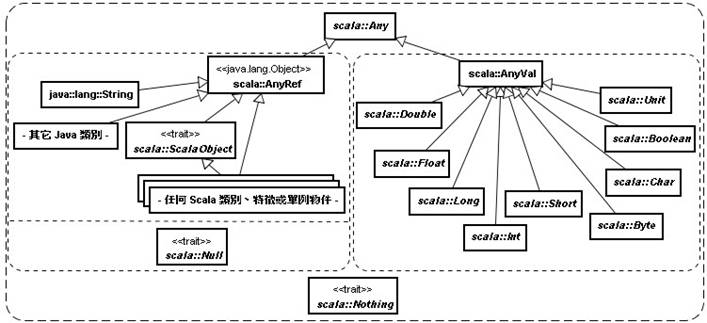 scala::Any
<<java.lang.Object>>
scala::AnyRef
scala::AnyVal
java::lang::String
scala::Unit
scala::Double
- 其它 Java 類別 -
<<trait>>
scala::ScalaObject
scala::Boolean
scala::Float
scala::Char
- 任何 Scala 類別、特徵或單列物件 -
scala::Long
scala::Short
scala::Byte
scala::Int
<<trait>>
scala::Null
<<trait>>
scala::Nothing